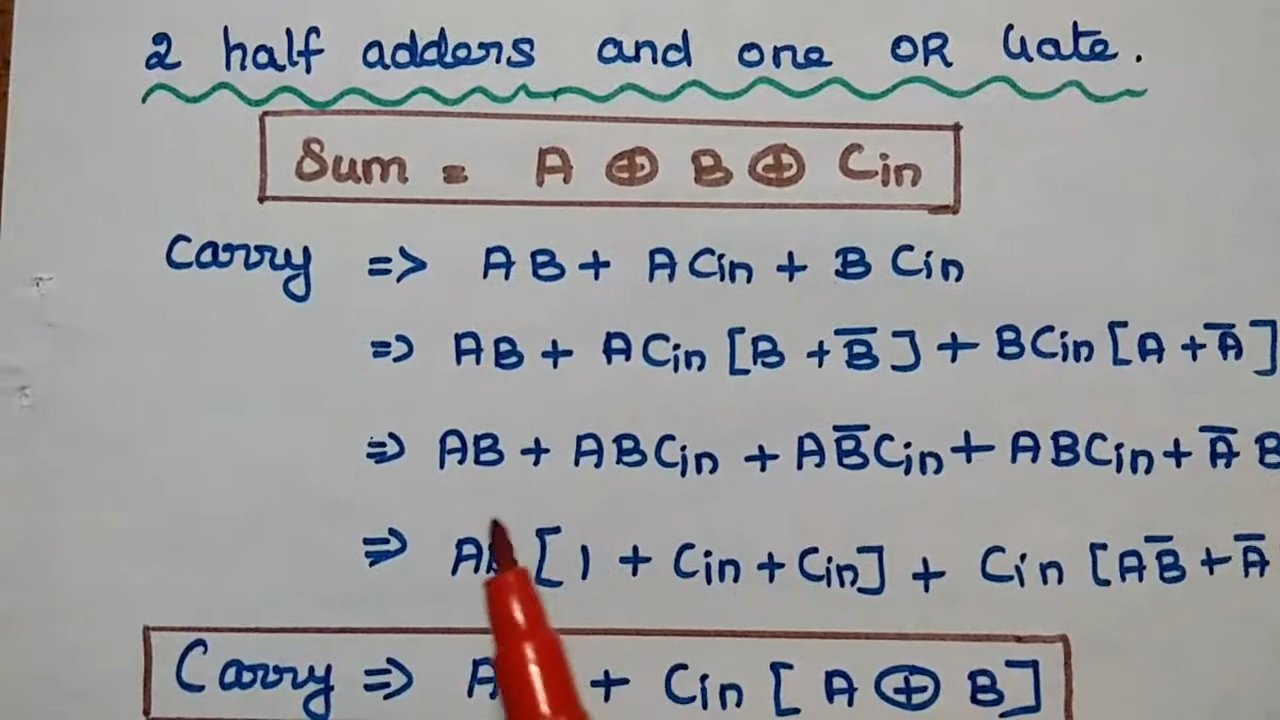 2 half adders and one OR Gate.
Sum = A ⊕ B ⊕ Cin
Carry => AB + ACin + BCin
=> AB + ACin [B + B̅] + BCin [A + A̅]
=> AB + ABCin + AB̅Cin + ABCin + A̅ B
=> A [1 + Cin + Cin] + Cin [AB̅ + A̅
Carry => A + Cin [A ⊕ B]